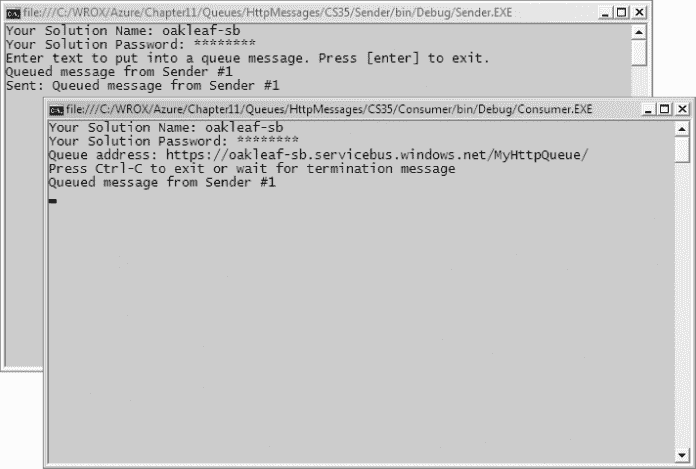 file:///C:/WROX/Azure/Chapter11/Queues/HttpMessages/CS35/Sender/bin/Debug/Sender.EXE
Your Solution Name: oakleaf-sb
Your Solution Password: ********
Enter text to put into a queue message. Press [enter] to exit.
Queued message from Sender #1
Sent: Queued message from Sender #1
file:///C:/WROX/Azure/Chapter11/Queues/HttpMessages/CS35/Consumer/bin/Debug/Consumer.EXE
Your Solution Name: oakleaf-sb
Your Solution Password: ********
Queue address: https://oakleaf-sb.servicebus.windows.net/MyHttpQueue/
Press Ctrl-C to exit or wait for termination message
Queued message from Sender #1